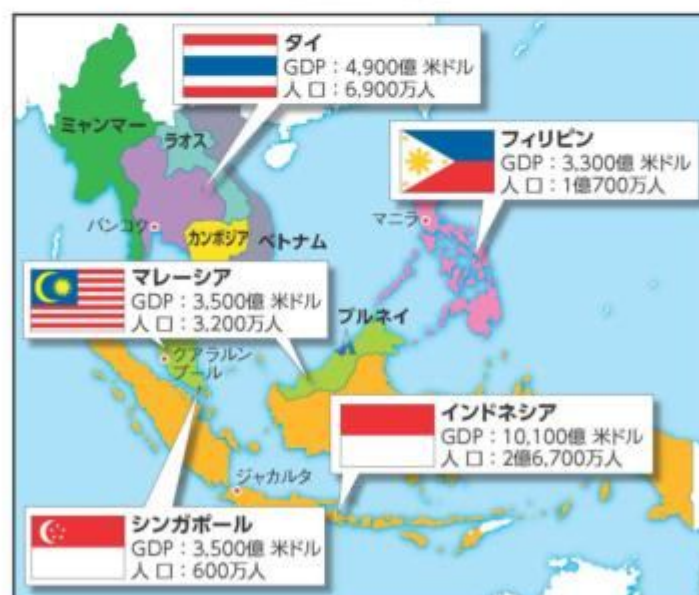 タイ
GDP：4,900億 米ドル
人 口：6,900万人
ミャンマー
ラオス
フィリピン
GDP：3,300億 米ドル
人 口：1億700万人
マニラ
バンコク
カンボジア
ベトナム
マレーシア
GDP：3,500億 米ドル
人 口：3,200万人
ブルネイ
クアラルン
プール
インドネシア
GDP：10,100億 米ドル
人 口：2億6,700万人
ジャカルタ
シンガポール
GDP：3,500億 米ドル
人 口：600万人